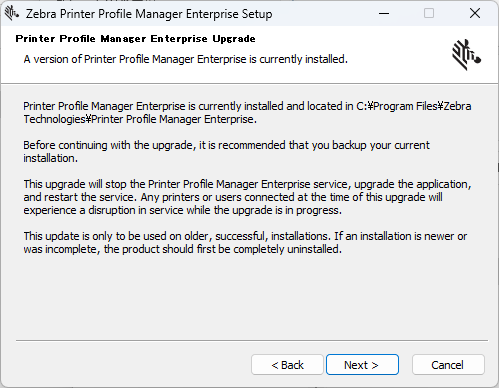 Zebra Printer Profile Manager Enterprise Setup
Printer Profile Manager Enterprise Upgrade
A version of Printer Profile Manager Enterprise is currently installed.
Printer Profile Manager Enterprise is currently installed and located in C:¥Program Files¥Zebra
Technologies¥Printer Profile Manager Enterprise.
Before continuing with the upgrade, it is recommended that you backup your current
installation.
This upgrade will stop the Printer Profile Manager Enterprise service, upgrade the application,
and restart the service. Any printers or users connected at the time of this upgrade will
experience a disruption in service while the upgrade is in progress.
This update is only to be used on older, successful, installations. If an installation is newer or
was incomplete, the product should first be completely uninstalled.
< Back Next > Cancel